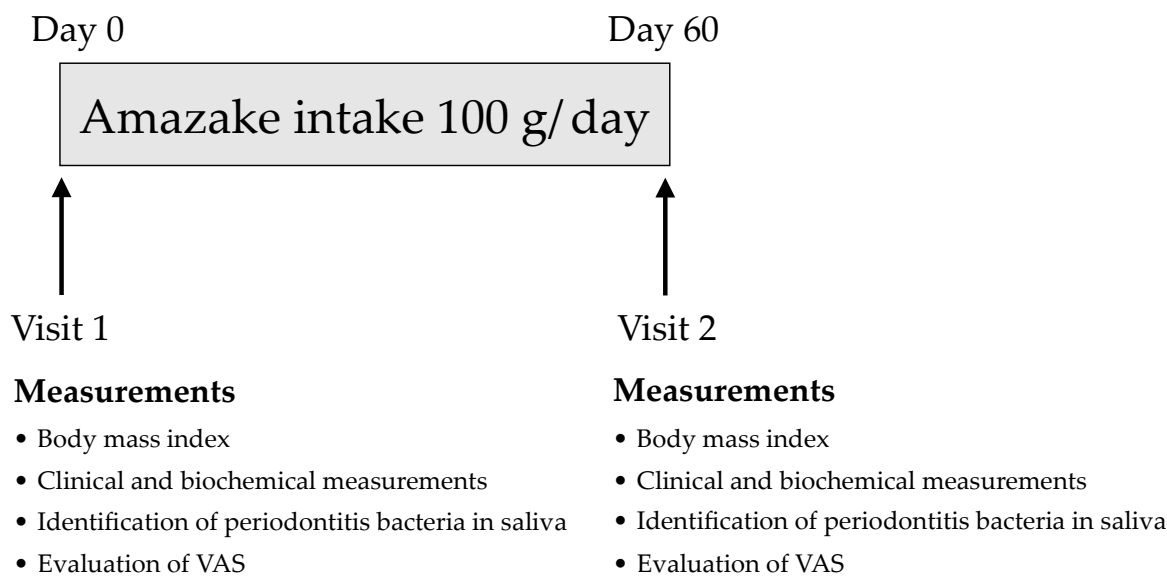 Day 0
Day 60
Amazake intake 100 g/day
Visit 1
Visit 2
Measurements
• Body mass index
• Clinical and biochemical measurements
• Identification of periodontitis bacteria in saliva
• Evaluation of VAS
Measurements
• Body mass index
• Clinical and biochemical measurements
• Identification of periodontitis bacteria in saliva
• Evaluation of VAS